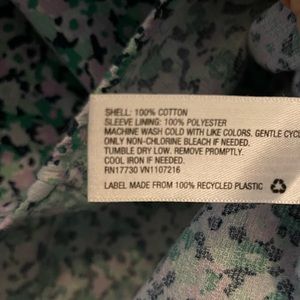 SHELL: 100% COTTON
SLEEVE LINING: 100% POLYESTER
MACHINE WASH COLD WITH LIKE COLORS. GENTLE CYC
ONLY NON-CHLORINE BLEACH IF NEEDED.
TUMBLE DRY LOW. REMOVE PROMPTLY.
COOL IRON IF NEEDED.
RN17730 VN1107216
LABEL MADE FROM 100% RECYCLED PLASTIC